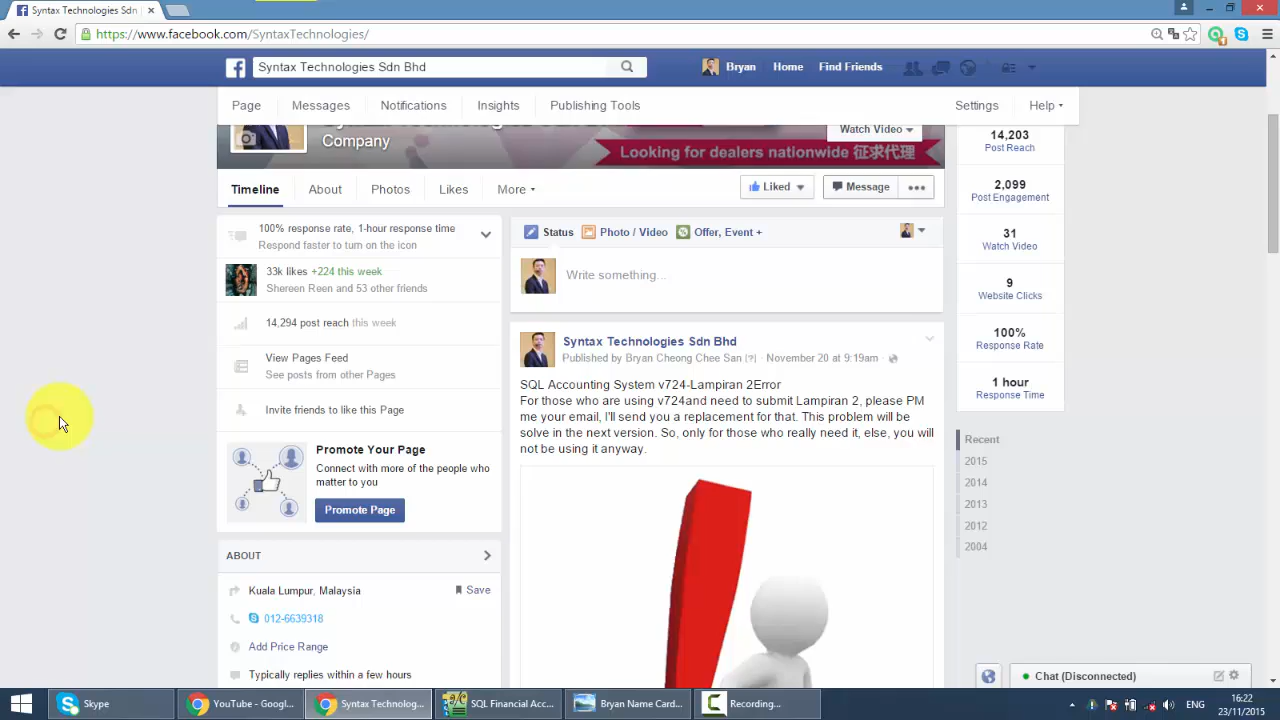 Syntax Technologies Sdn
https://www.facebook.com/SyntaxTechnologies/
Syntax Technologies Sdn Bhd
Bryan Home Find Friends
Page Messages Notifications Insights Publishing Tools Settings Help
Company
Looking for dealers nationwide 征求代理
Watch Video
Timeline About Photos Likes More
Liked Message
100% response rate, 1-hour response time
Respond faster to turn on the icon
33k likes +224 this week
Shereen Reen and 53 other friends
14,294 post reach this week
View Pages Feed
See posts from other Pages
Invite friends to like this Page
Promote Your Page
Connect with more of the people who
matter to you
Promote Page
ABOUT
Kuala Lumpur, Malaysia Save
012-6639318
Add Price Range
Typically replies within a few hours
Status Photo / Video Offer, Event +
Write something...
Syntax Technologies Sdn Bhd
Published by Bryan Cheong Chee San [?] · November 20 at 9:19am ·
SQL Accounting System v724-Lampiran 2Error
For those who are using v724and need to submit Lampiran 2, please PM
me your email, I'll send you a replacement for that. This problem will be
solve in the next version. So, only for those who really need it, else, you will
not be using it anyway.
14,203
Post Reach
2,099
Post Engagement
31
Watch Video
9
Website Clicks
100%
Response Rate
1 hour
Response Time
Recent
2015
2014
2013
2012
2004
Chat (Disconnected)
Skype YouTube - Googl... Syntax Technolog... SQL Financial Acc... Bryan Name Card... Recording...
ENG
16:22
23/11/2015